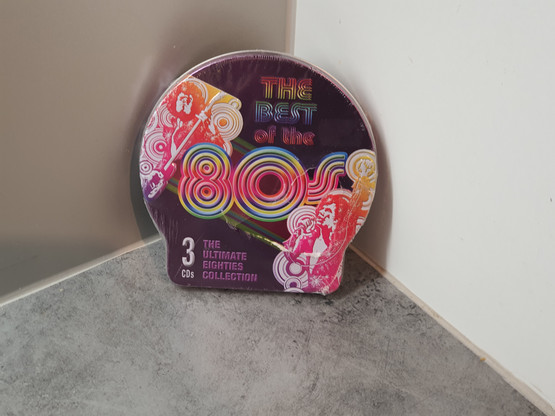 THE
BEST
of the
'80s
3
CDs
THE
ULTIMATE
EIGHTIES
COLLECTION